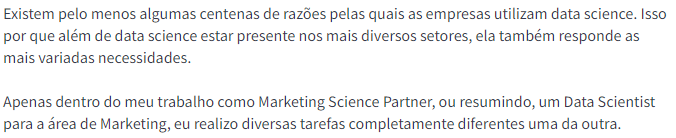 Existem pelo menos algumas centenas de razões pelas quais as empresas utilizam data science. Isso
por que além de data science estar presente nos mais diversos setores, ela também responde as
mais variadas necessidades.
Apenas dentro do meu trabalho como Marketing Science Partner, ou resumindo, um Data Scientist
para a área de Marketing, eu realizo diversas tarefas completamente diferentes uma da outra.